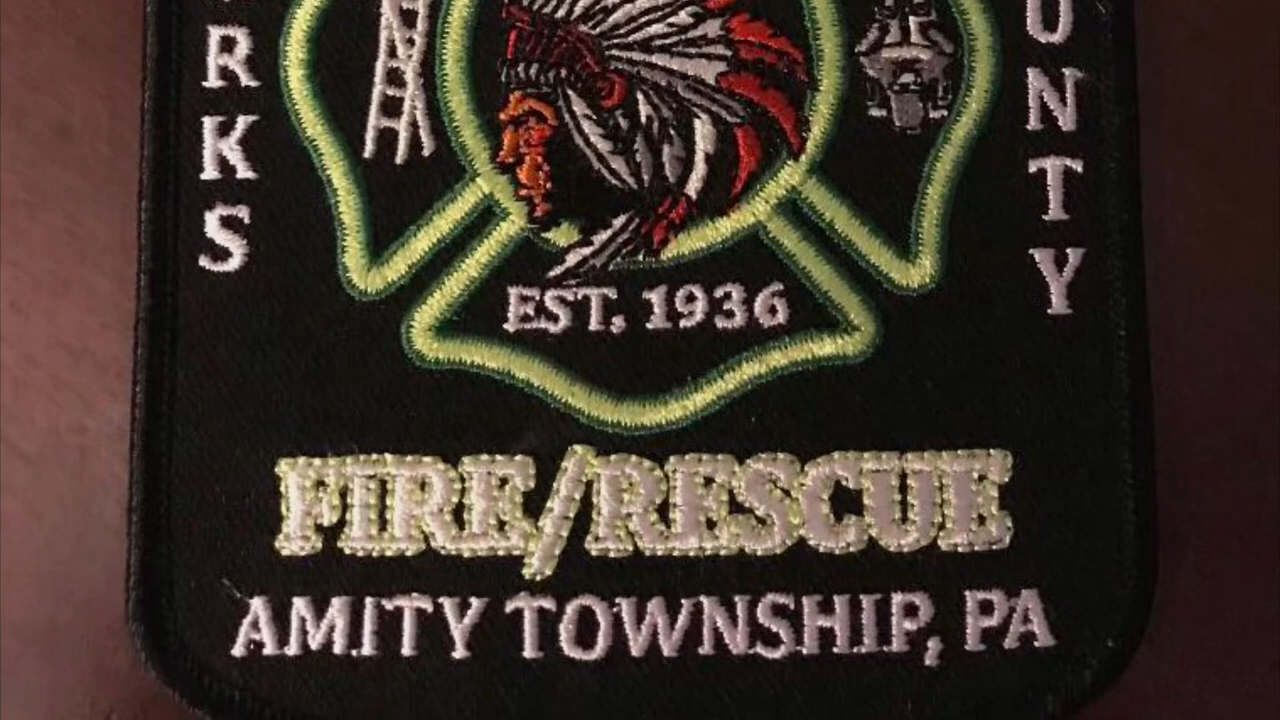 RKS
UNTY
EST. 1936
FIRE/RESCUE
AMITY TOWNSHIP, PA